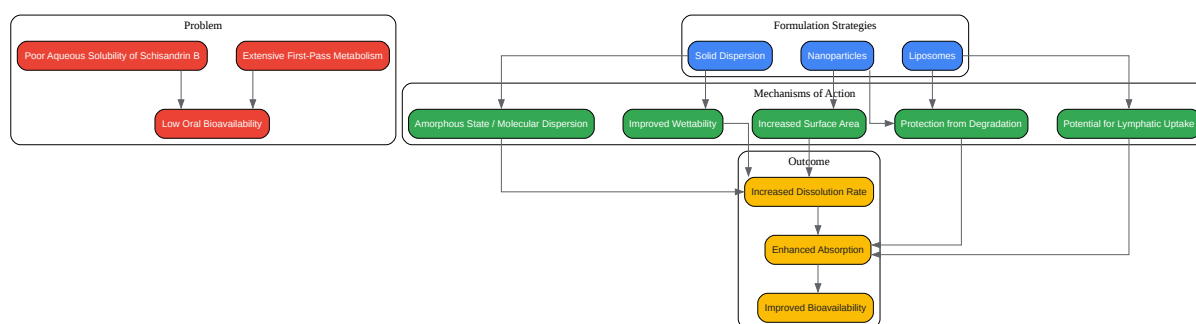 Problem
Poor Aqueous Solubility of Schisandrin B
Extensive First-Pass Metabolism
Low Oral Bioavailability
Formulation Strategies
Solid Dispersion
Nanoparticles
Liposomes
Mechanisms of Action
Amorphous State / Molecular Dispersion
Improved Wettability
Increased Surface Area
Protection from Degradation
Potential for Lymphatic Uptake
Outcome
Increased Dissolution Rate
Enhanced Absorption
Improved Bioavailability